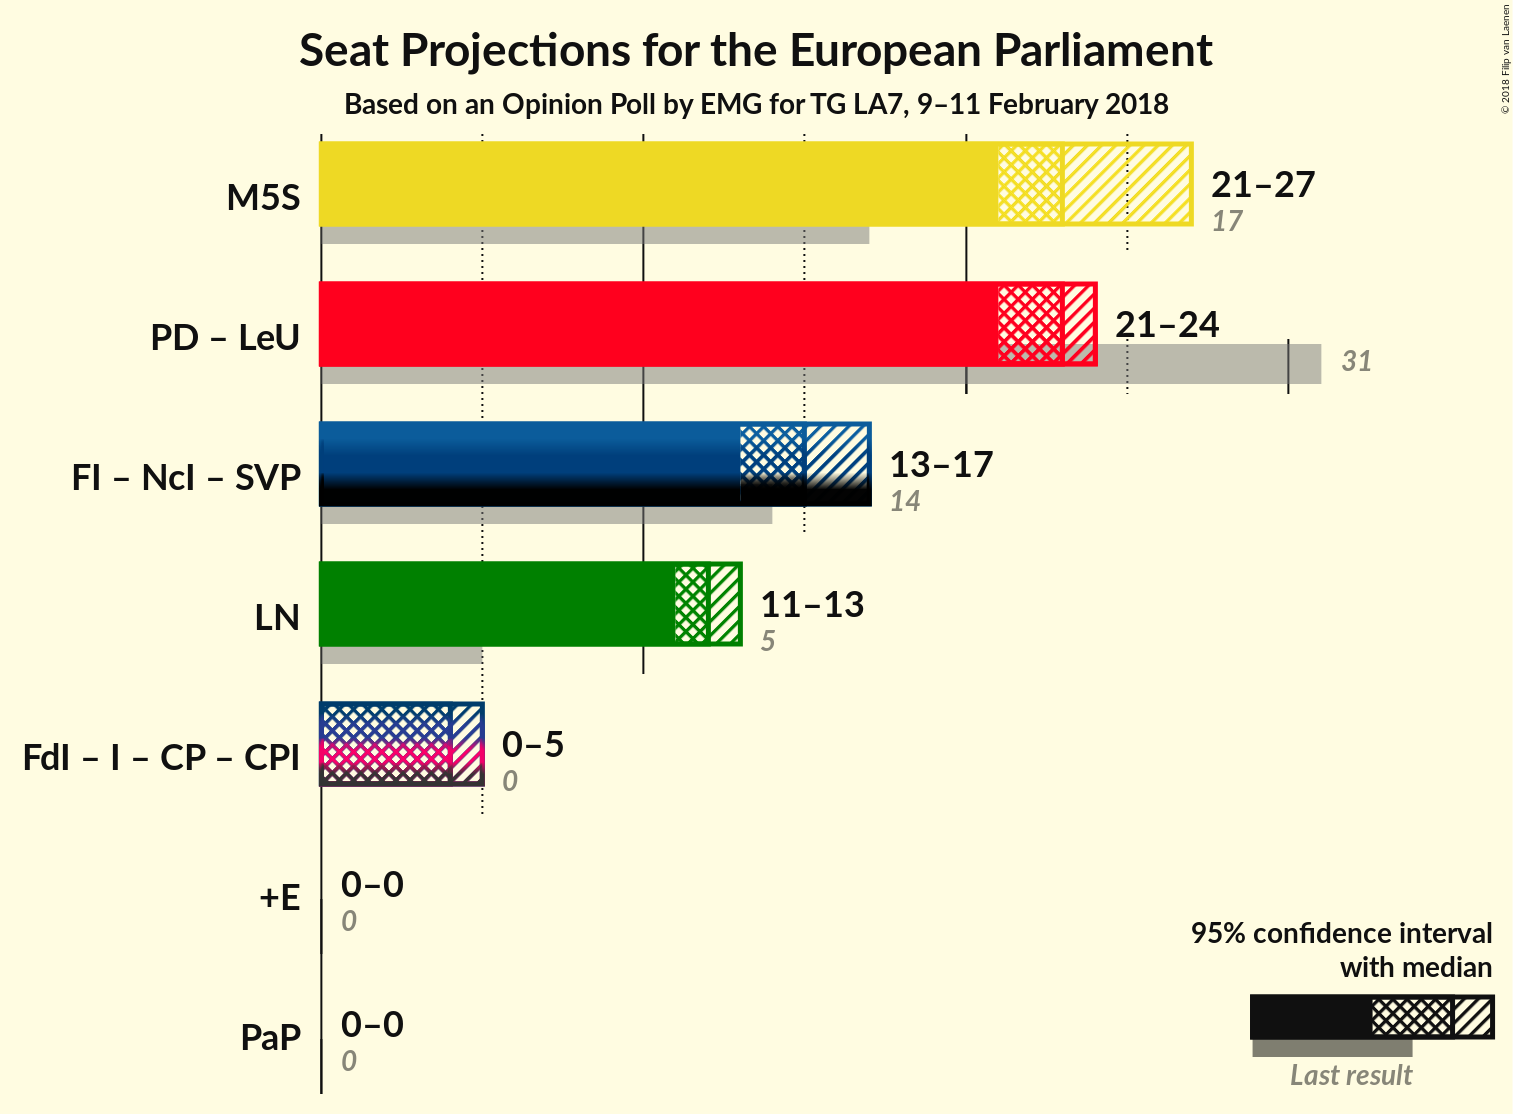 Seat Projections for the European Parliament
Based on an Opinion Poll by EMG for TG LA7, 9–11 February 2018
© 2018 Filip van Laenen
M5S
21–27
17
PD – LeU
21–24
31
FI – NcI – SVP
13–17
14
LN
11–13
5
FdI – I – CP – CPI
0–5
0
+E
0–0
0
PaP
0–0
0
95% confidence interval
with median
Last result